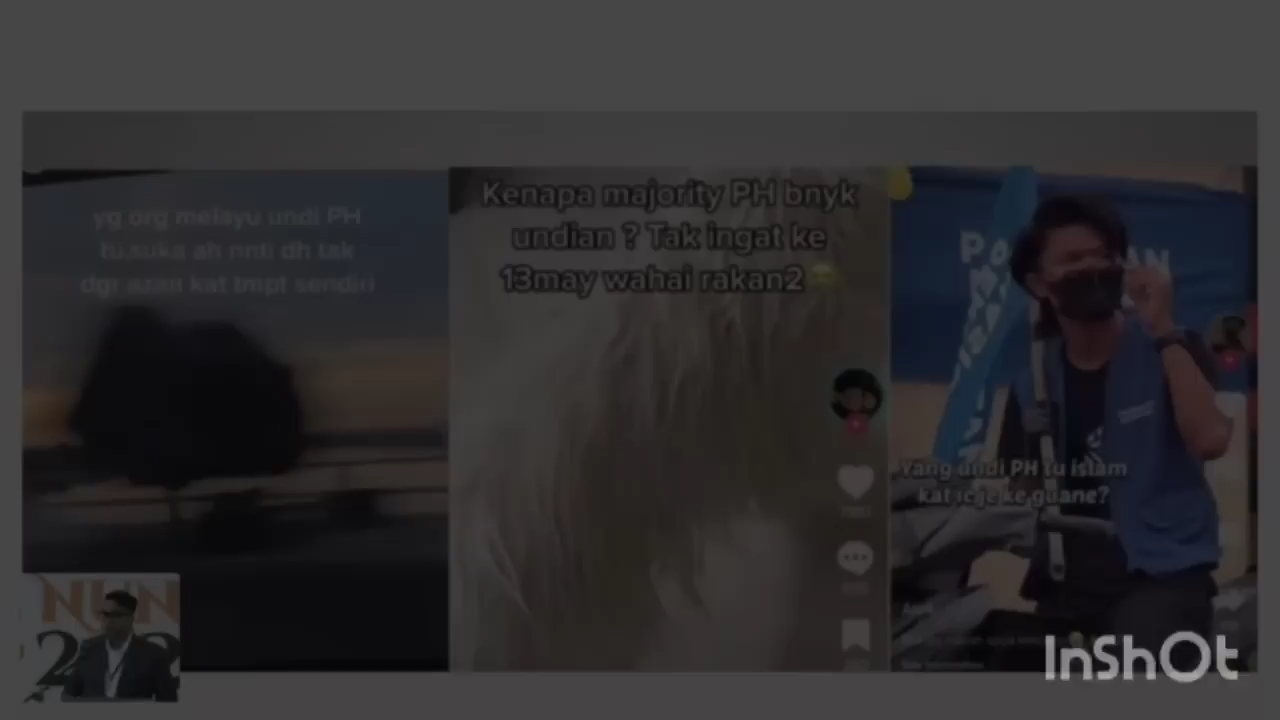 yg org melayu undi PH
tu.suka ah nnti dh tak
dgr azan kat tmpt sendiri
Kenapa majority PH bnyk
undian ? Tak ingat ke
13may wahai rakan2
Yang undi PH tu islam
kat ic je ke guane?
NUN
InShOt